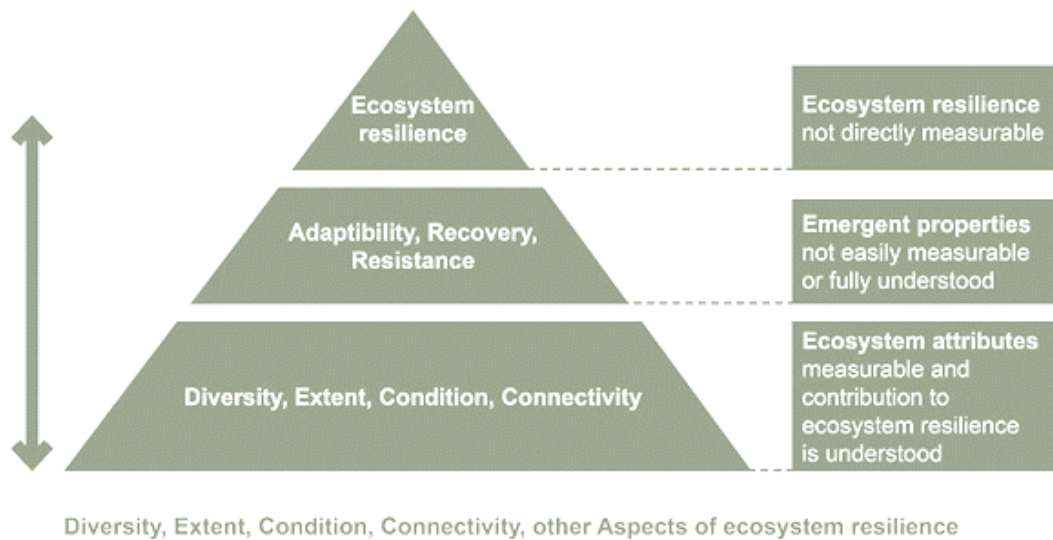 Ecosystem
resilience
Ecosystem resilience
not directly measurable
Adaptibility, Recovery,
Resistance
Emergent properties
not easily measurable
or fully understood
Diversity, Extent, Condition, Connectivity
Ecosystem attributes
measurable and
contribution to
ecosystem resilience
is understood
Diversity, Extent, Condition, Connectivity, other Aspects of ecosystem resilience